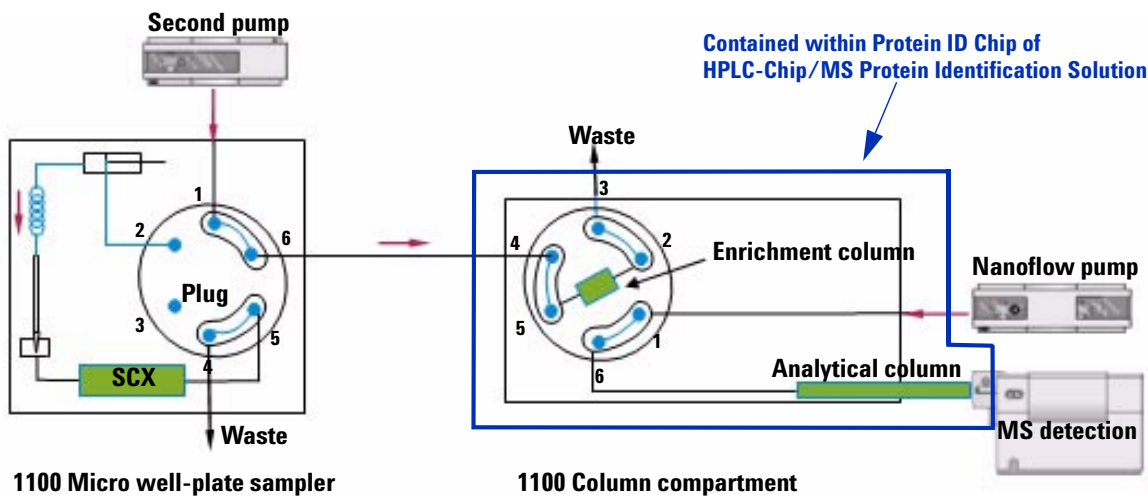 Second pump
Contained within Protein ID Chip of
HPLC-Chip/MS Protein Identification Solution
Waste
1
2
6
Plug
3
5
4
SCX
Waste
3
4
2
Enrichment column
5
1
6
Nanoflow pump
Analytical column
MS detection
1100 Micro well-plate sampler
1100 Column compartment